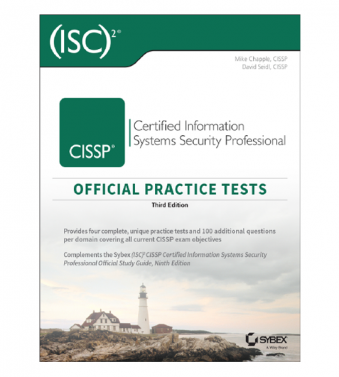 (ISC)²®
Mike Chapple, CISSP
David Seidl, CISSP
CISSP®
Certified Information
Systems Security Professional
OFFICIAL PRACTICE TESTS
Third Edition
Provides four complete, unique practice tests and 100 additional questions
per domain covering all current CISSP exam objectives
Complements the Sybex (ISC)² CISSP Certified Information Systems Security
Professional Official Study Guide, Ninth Edition
SYBEX
A Wiley Brand